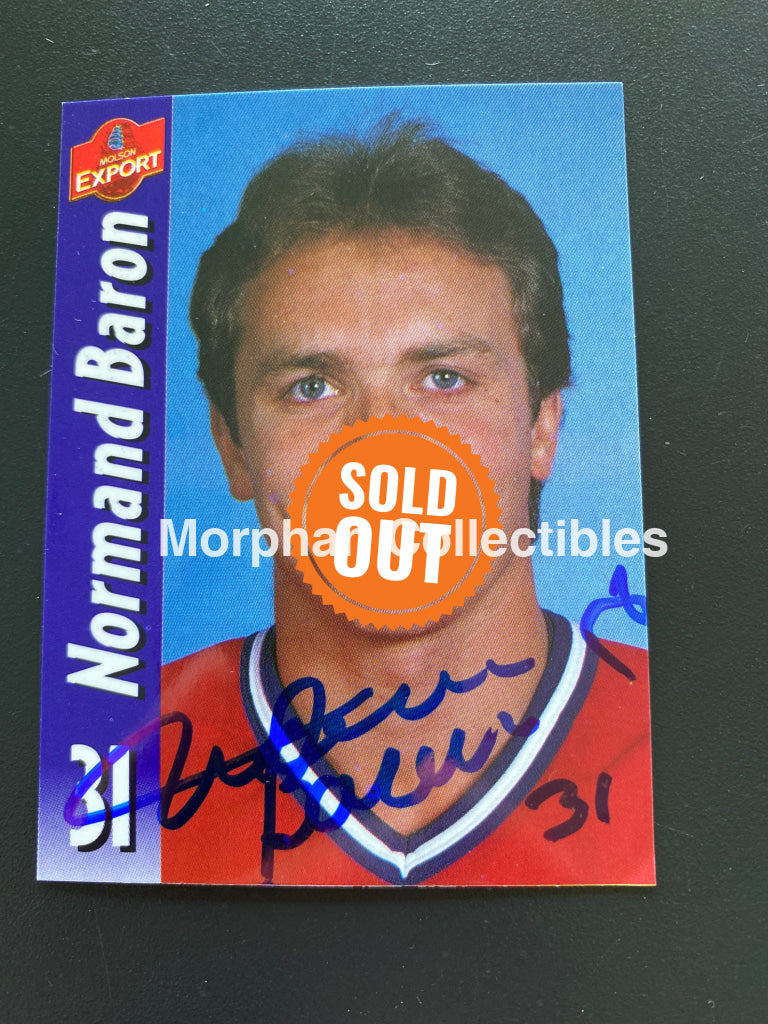 MOLSON
EXPORT
Normand Baron
31
SOLD
OUT
Morphan Collectibles
31